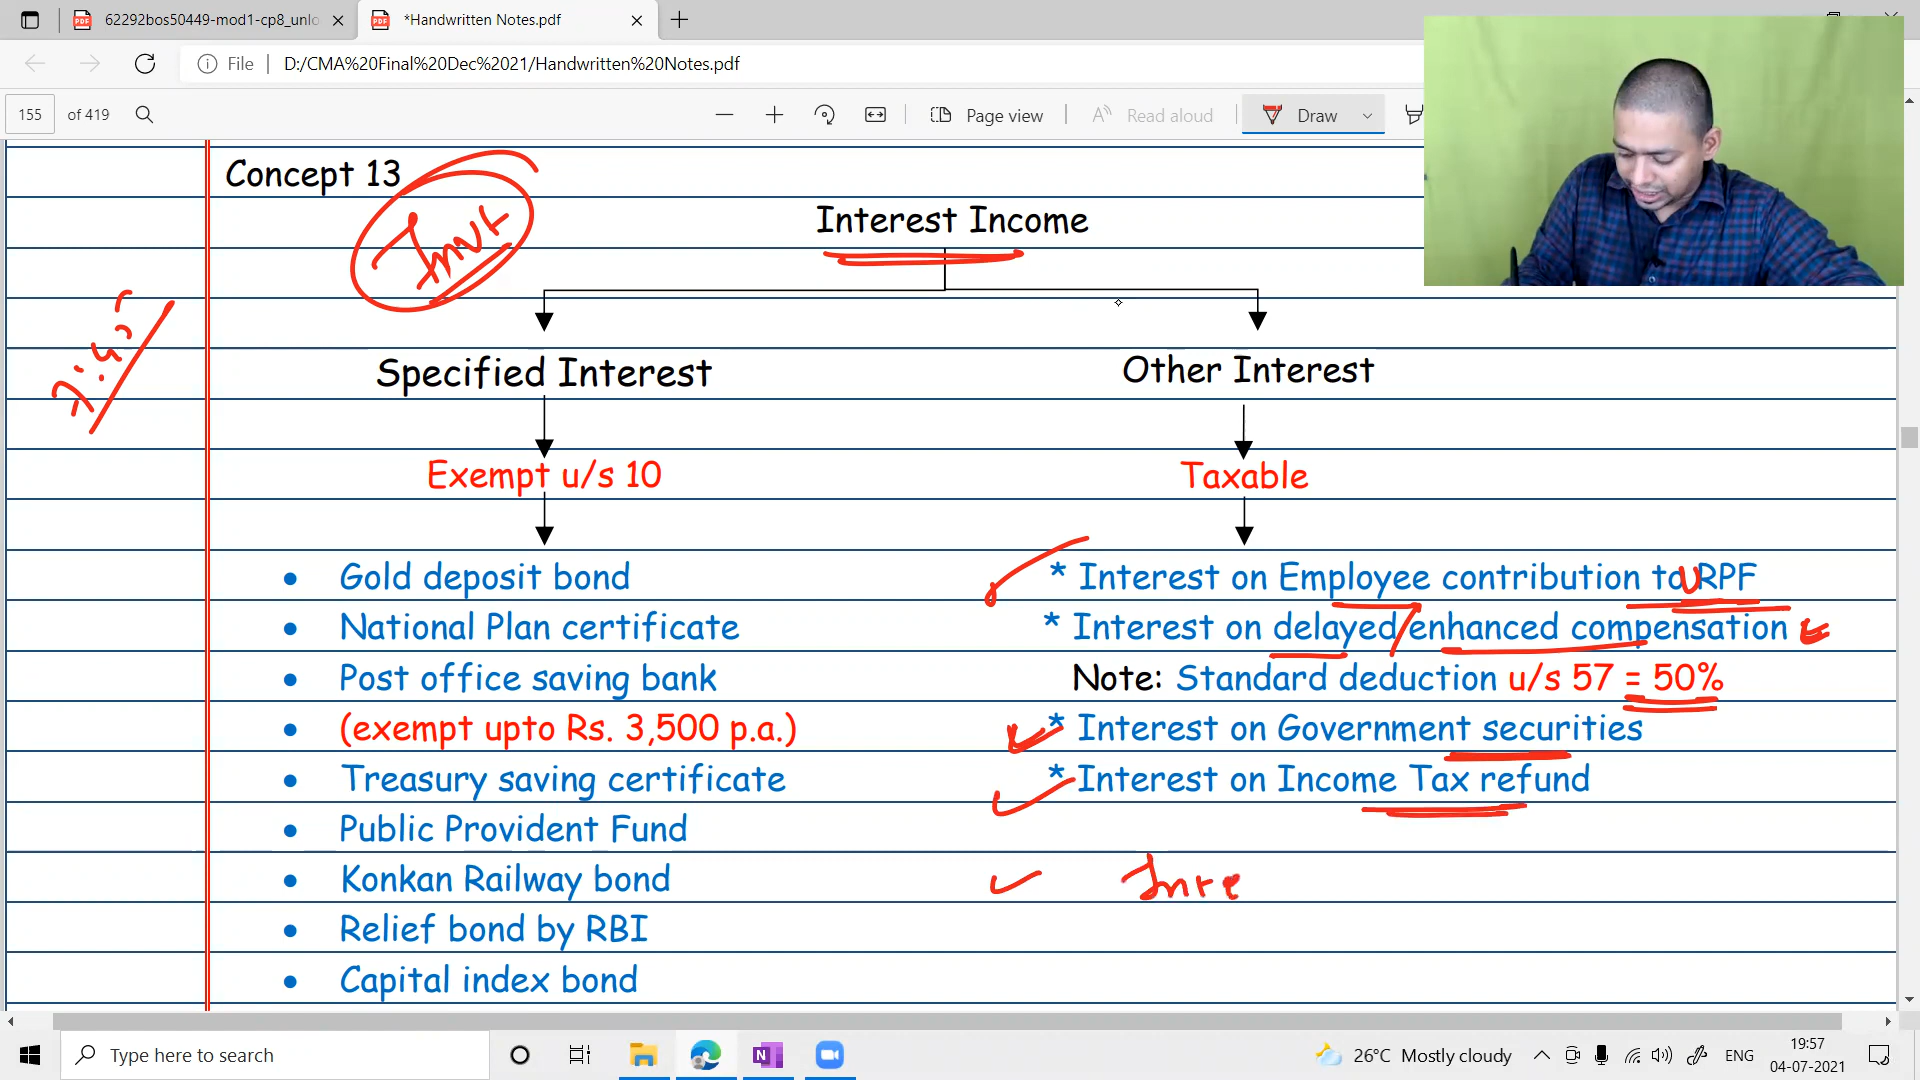 62292bos50449-mod1-cp8_unlo
*Handwritten Notes.pdf
File
D:/CMA%20Final%20Dec%2021/Handwritten%20Notes.pdf
155 of 419
Page view
Read aloud
Draw
Concept 13
Interest Income
Specified Interest
Other Interest
Exempt u/s 10
Taxable
• Gold deposit bond
• National Plan certificate
• Post office saving bank
• (exempt upto Rs. 3,500 p.a.)
• Treasury saving certificate
• Public Provident Fund
• Konkan Railway bond
• Relief bond by RBI
• Capital index bond
* Interest on Employee contribution to URPF
* Interest on delayed/enhanced compensation
Note: Standard deduction u/s 57 = 50%
* Interest on Government securities
* Interest on Income Tax refund
Inte
Type here to search
26°C Mostly cloudy
ENG
19:57
04-07-2021